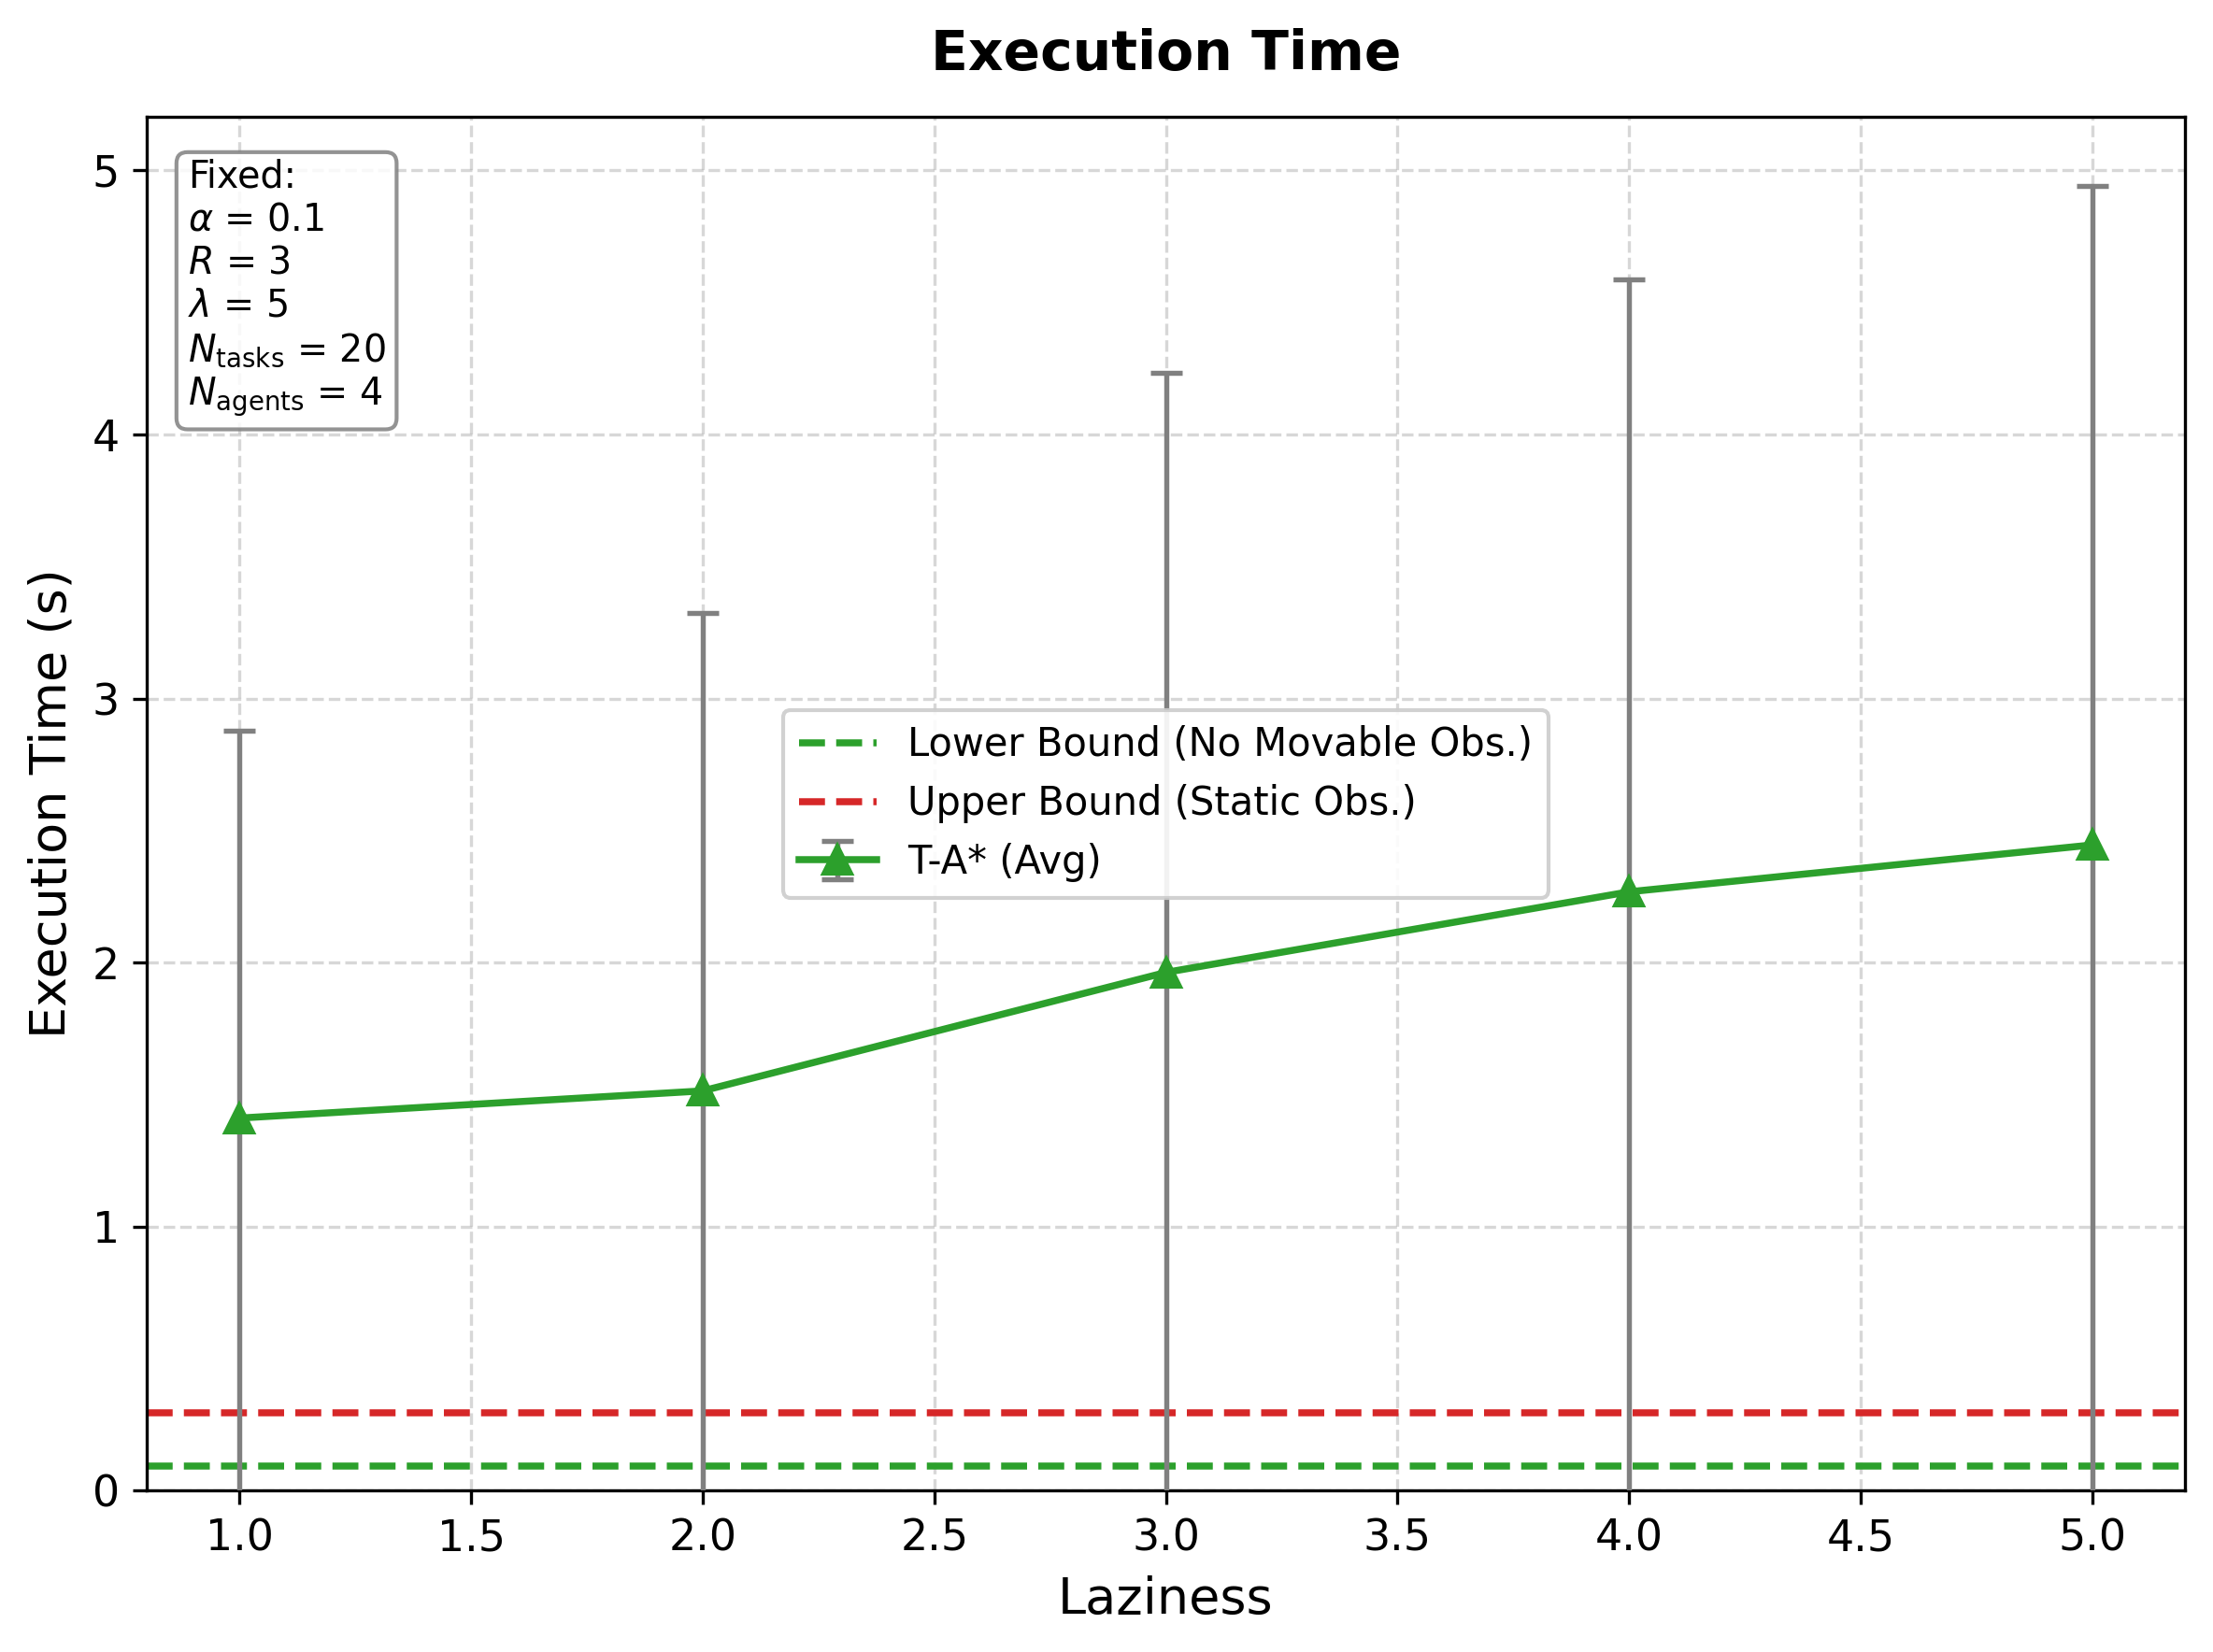 Execution Time
Fixed:
α = 0.1
R = 3
λ = 5
N_tasks = 20
N_agents = 4
Execution Time (s)
5
4
3
2
1
0
Lower Bound (No Movable Obs.)
Upper Bound (Static Obs.)
T-A* (Avg)
1.0 1.5 2.0 2.5 3.0 3.5 4.0 4.5 5.0
Laziness